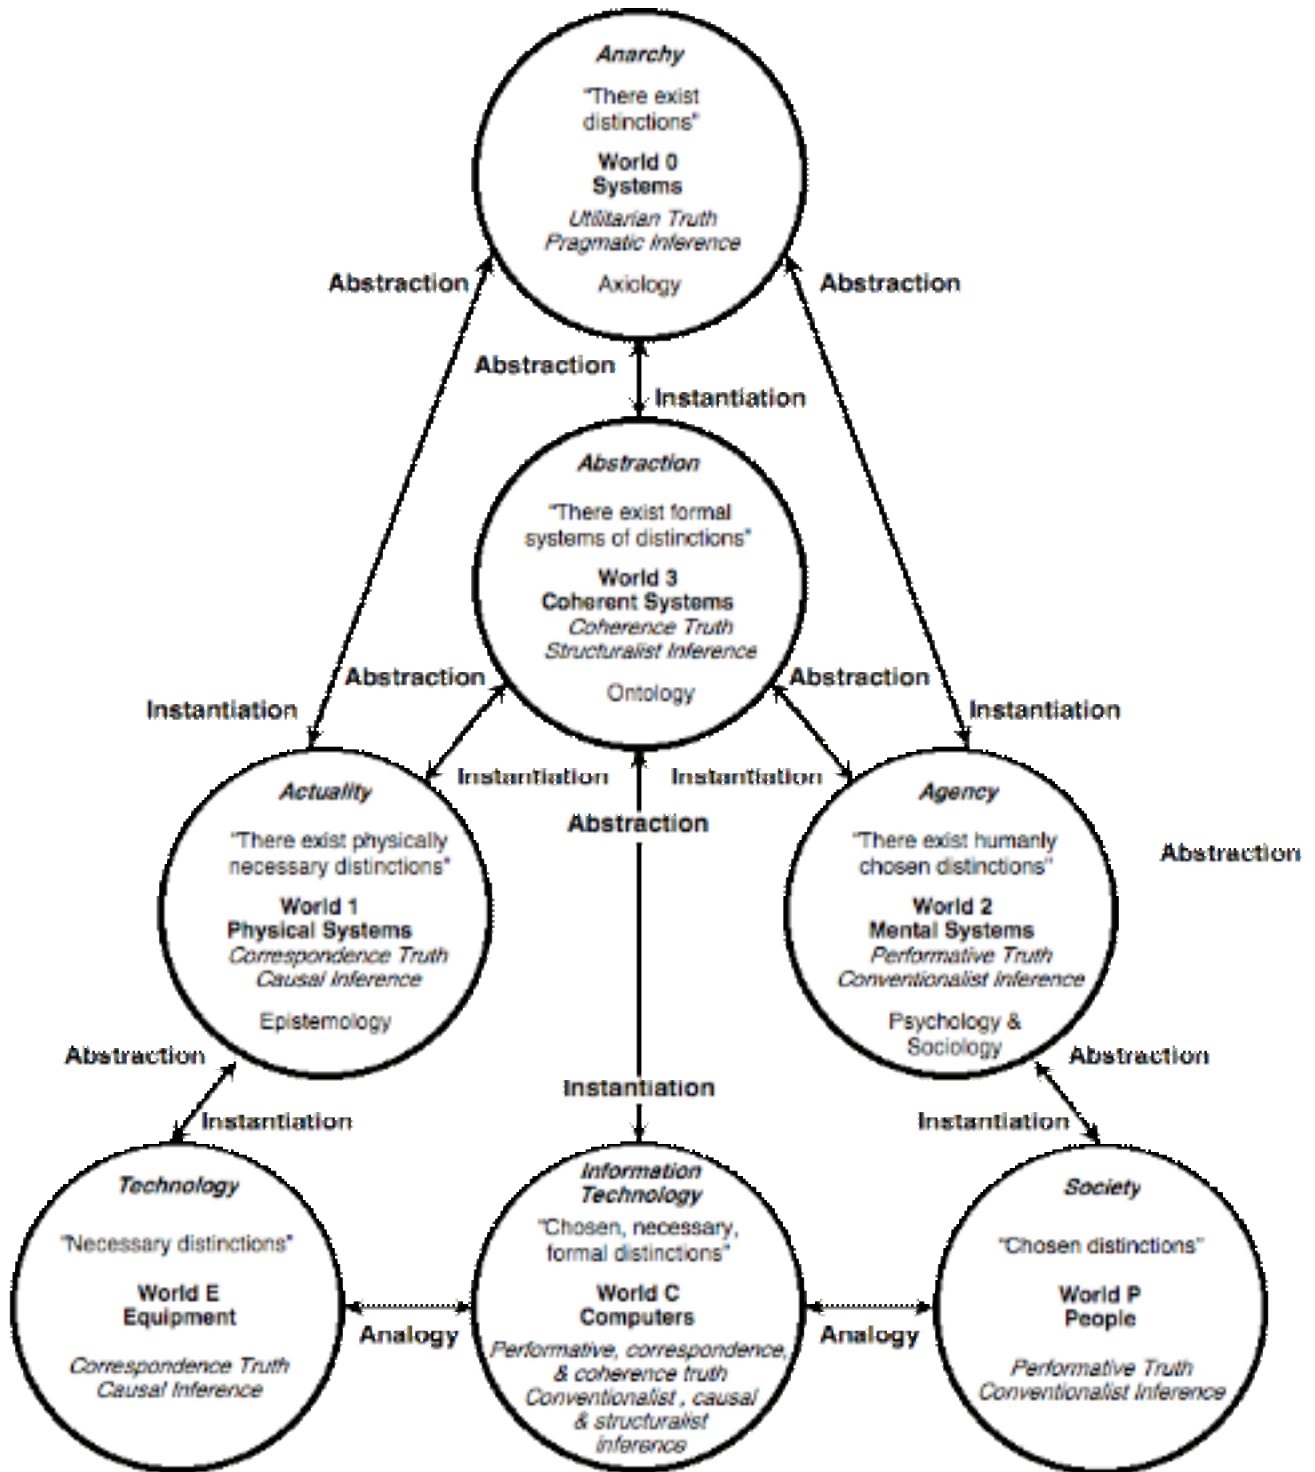 Anarchy
"There exist
distinctions"
World 0
Systems
Utilitarian Truth
Pragmatic Inference
Axiology
Abstraction
Abstraction
Abstraction
Instantiation
Abstraction
"There exist formal
systems of distinctions"
World 3
Coherent Systems
Coherence Truth
Structuralist Inference
Ontology
Abstraction
Abstraction
Instantiation
Instantiation
Instantiation
Instantiation
Abstraction
Actuality
"There exist physically
necessary distinctions"
World 1
Physical Systems
Correspondence Truth
Causal Inference
Epistemology
Agency
"There exist humanly
chosen distinctions"
World 2
Mental Systems
Performative Truth
Conventionalist Inference
Psychology &
Sociology
Abstraction
Abstraction
Abstraction
Instantiation
Instantiation
Instantiation
Technology
"Necessary distinctions"
World E
Equipment
Correspondence Truth
Causal Inference
Analogy
Information
Technology
"Chosen, necessary,
formal distinctions"
World C
Computers
Performative, correspondence,
& coherence truth
Conventionalist , causal
& structuralist
inference
Analogy
Society
"Chosen distinctions"
World P
People
Performative Truth
Conventionalist Inference